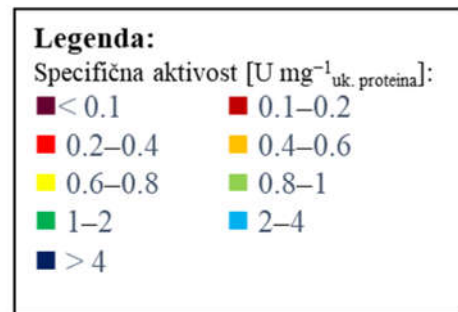 Legenda:
Specifična aktivost [U mg⁻¹uk. proteina]:
< 0.1 0.1–0.2
0.2–0.4 0.4–0.6
0.6–0.8 0.8–1
1–2 2–4
> 4